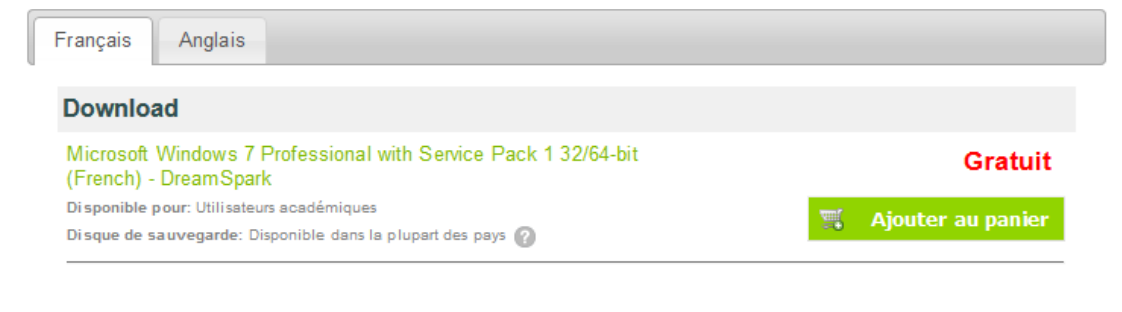 Français
Anglais
Download
Microsoft Windows 7 Professional with Service Pack 1 32/64-bit
(French) - DreamSpark
Gratuit
Disponible pour: Utilisateurs académiques
Ajouter au panier
Disque de sauvegarde: Disponible dans la plupart des pays ?